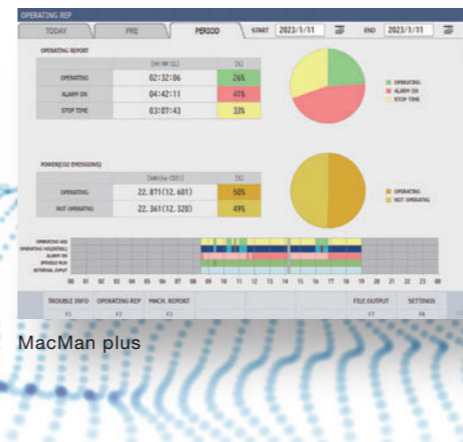 OPERATING REP
TODAY PRE PERIOD START 2023/1/11 END 2023/1/11
OPERATING REPORT
[%]
OPERATING 02:32:06 26%
ALARM ON 04:42:11 41%
STOP TIME 03:07:43 33%
OPERATING
ALARM ON
STOP TIME
POWER(CO2 EMISSIONS)
[%]
OPERATING 22.871(12.601) 50%
NOT OPERATING 22.361(12.320) 49%
OPERATING
NOT OPERATING
OPERATING
ALARM ON
SPINDLE RUN
EXTERNAL INPUT
00 01 02 03 04 05 06 07 08 09 10 11 12 13 14 15 16 17 18 19 20 21 22 23 00
TROUBLE INFO OPERATING REP MACH. REPORT FILE OUTPUT SETTINGS
F1 F2 F3 F7 F8
MacMan plus